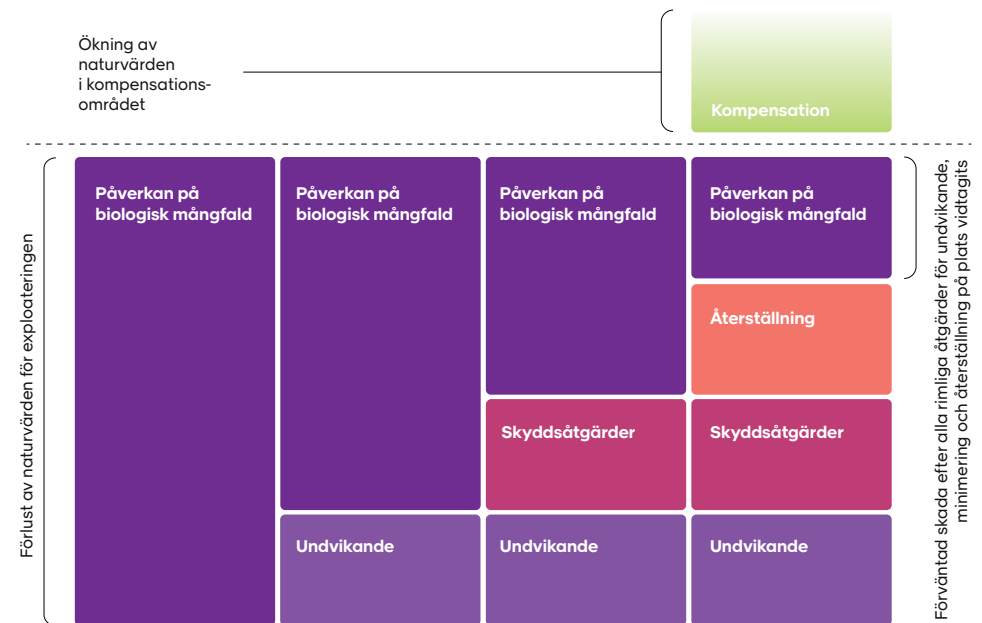 Ökning av
naturvärden
i kompensations-
området
Kompensation
Förlust av naturvärden för exploateringen
Påverkan på
biologisk mångfald
Påverkan på
biologisk mångfald
Undvikande
Påverkan på
biologisk mångfald
Skyddsåtgärder
Undvikande
Påverkan på
biologisk mångfald
Återställning
Skyddsåtgärder
Undvikande
Förväntad skada efter alla rimliga åtgärder för undvikande,
minimering och återställning på plats vidtagits